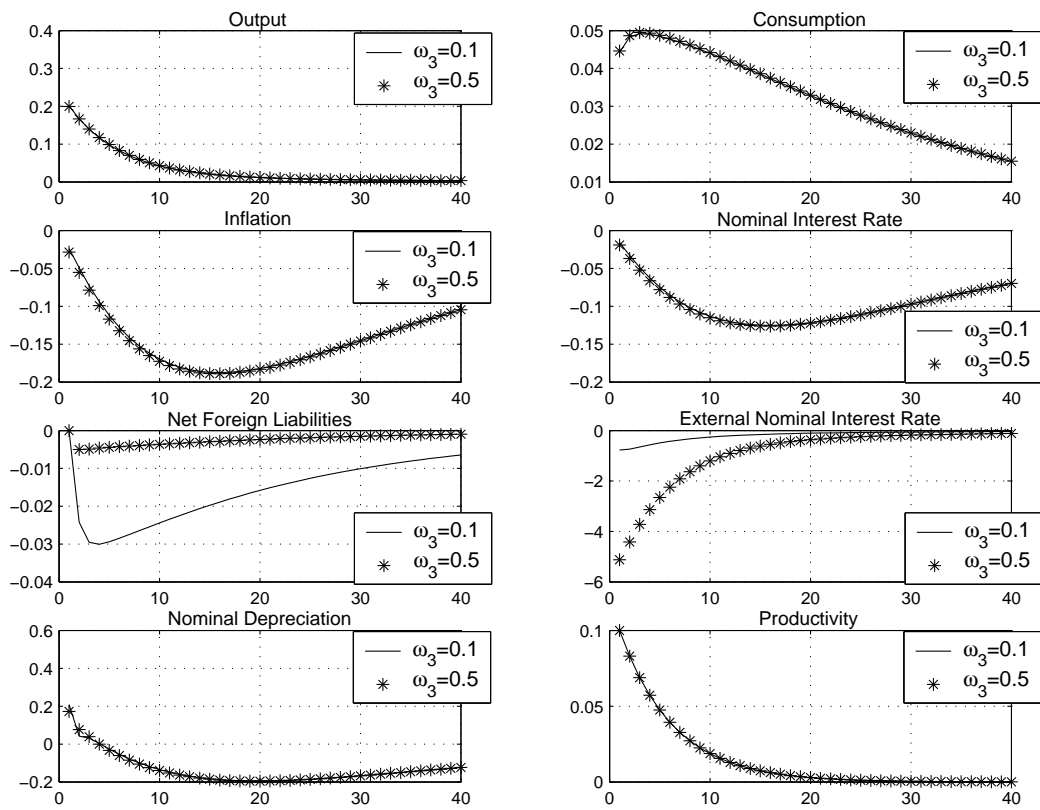 Output
0.4
0.3
0.2
0.1
0
0 10 20 30 40
ω3=0.1
ω3=0.5
Consumption
0.05
0.04
0.03
0.02
0.01
0 10 20 30 40
ω3=0.1
ω3=0.5
Inflation
0
−0.05
−0.1
−0.15
−0.2
0 10 20 30 40
ω3=0.1
ω3=0.5
Nominal Interest Rate
0
−0.05
−0.1
−0.15
−0.2
0 10 20 30 40
ω3=0.1
ω3=0.5
Net Foreign Liabilities
0
−0.01
−0.02
−0.03
−0.04
0 10 20 30 40
ω3=0.1
ω3=0.5
External Nominal Interest Rate
0
−2
−4
−6
0 10 20 30 40
ω3=0.1
ω3=0.5
Nominal Depreciation
0.6
0.4
0.2
0
−0.2
0 10 20 30 40
ω3=0.1
ω3=0.5
Productivity
0.1
0.05
0
0 10 20 30 40
ω3=0.1
ω3=0.5